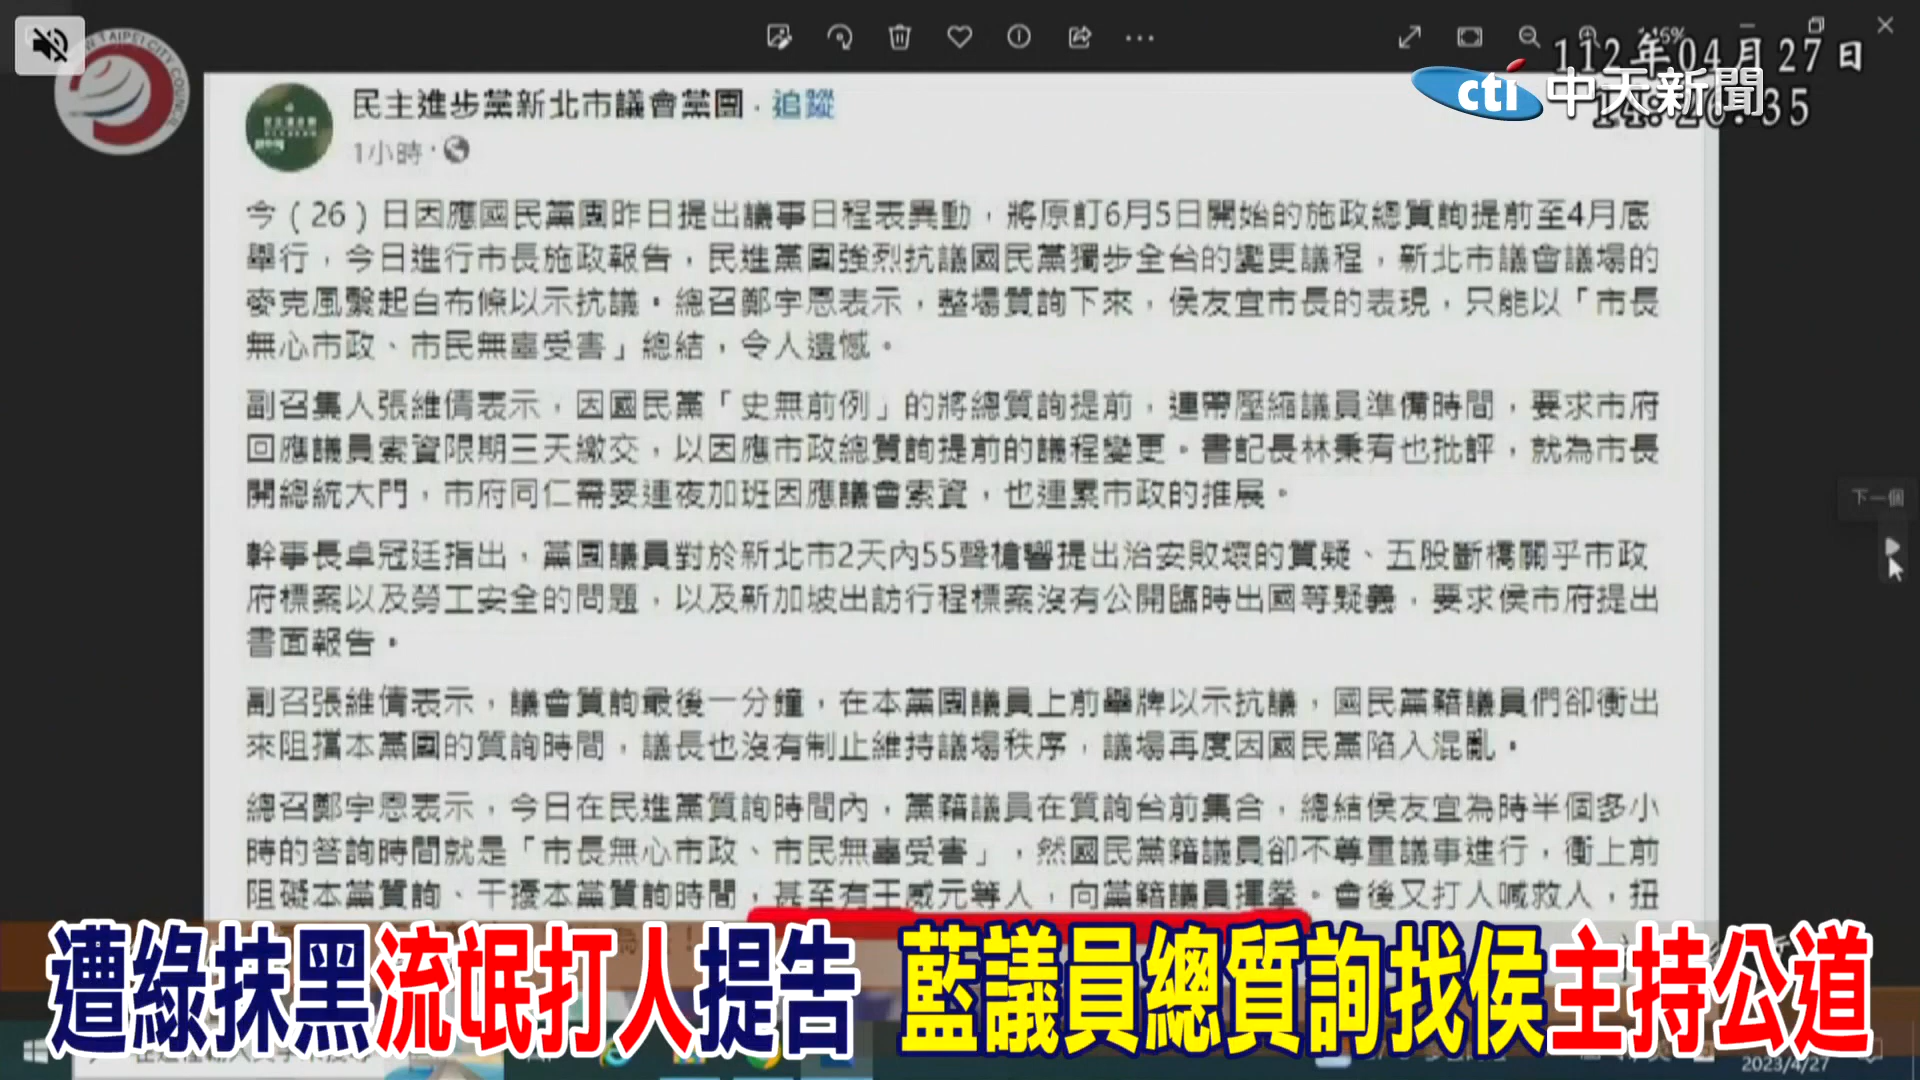 NEW TAIPEI CITY COUNCIL
112年04月27日
cti 中天新聞
民主進步黨新北市議會黨團 · 追蹤
1小時 ·
今（26）日因應國民黨團昨日提出議事日程表異動，將原訂6月5日開始的施政總質詢提前至4月底
舉行，今日進行市長施政報告，民進黨團強烈抗議國民黨獨步全台的變更議程，新北市議會議場的
麥克風繫起白布條以示抗議。總召鄭宇恩表示，整場質詢下來，侯友宜市長的表現，只能以「市長
無心市政、市民無辜受害」總結，令人遺憾。
副召集人張維倩表示，因國民黨「史無前例」的將總質詢提前，連帶壓縮議員準備時間，要求市府
回應議員索資限期三天繳交，以因應市政總質詢提前的議程變更。書記長林秉宥也批評，就為市長
開總統大門，市府同仁需要連夜加班因應議會索資，也連累市政的推展。
幹事長卓冠廷指出，黨團議員對於新北市2天內55聲槍響提出治安敗壞的質疑、五股斷橋關乎市政
府標案以及勞工安全的問題，以及新加坡出訪行程標案沒有公開臨時出國等疑義，要求侯市府提出
書面報告。
副召張維倩表示，議會質詢最後一分鐘，在本黨團議員上前舉牌以示抗議，國民黨籍議員們卻衝出
來阻擋本黨團的質詢時間，議長也沒有制止維持議場秩序，議場再度因國民黨陷入混亂。
下一個
總召鄭宇恩表示，今日在民進黨質詢時間內，黨籍議員在質詢台前集合，總結侯友宜為時半個多小
時的答詢時間就是「市長無心市政、市民無辜受害」，然國民黨籍議員卻不尊重議事進行，衝上前
阻礙本黨質詢、干擾本黨質詢時間，甚至有王威元等人，向黨籍議員揮拳。會後又打人喊救人，扭
遭綠抹黑流氓打人提告 藍議員總質詢找侯主持公道
2023/4/27